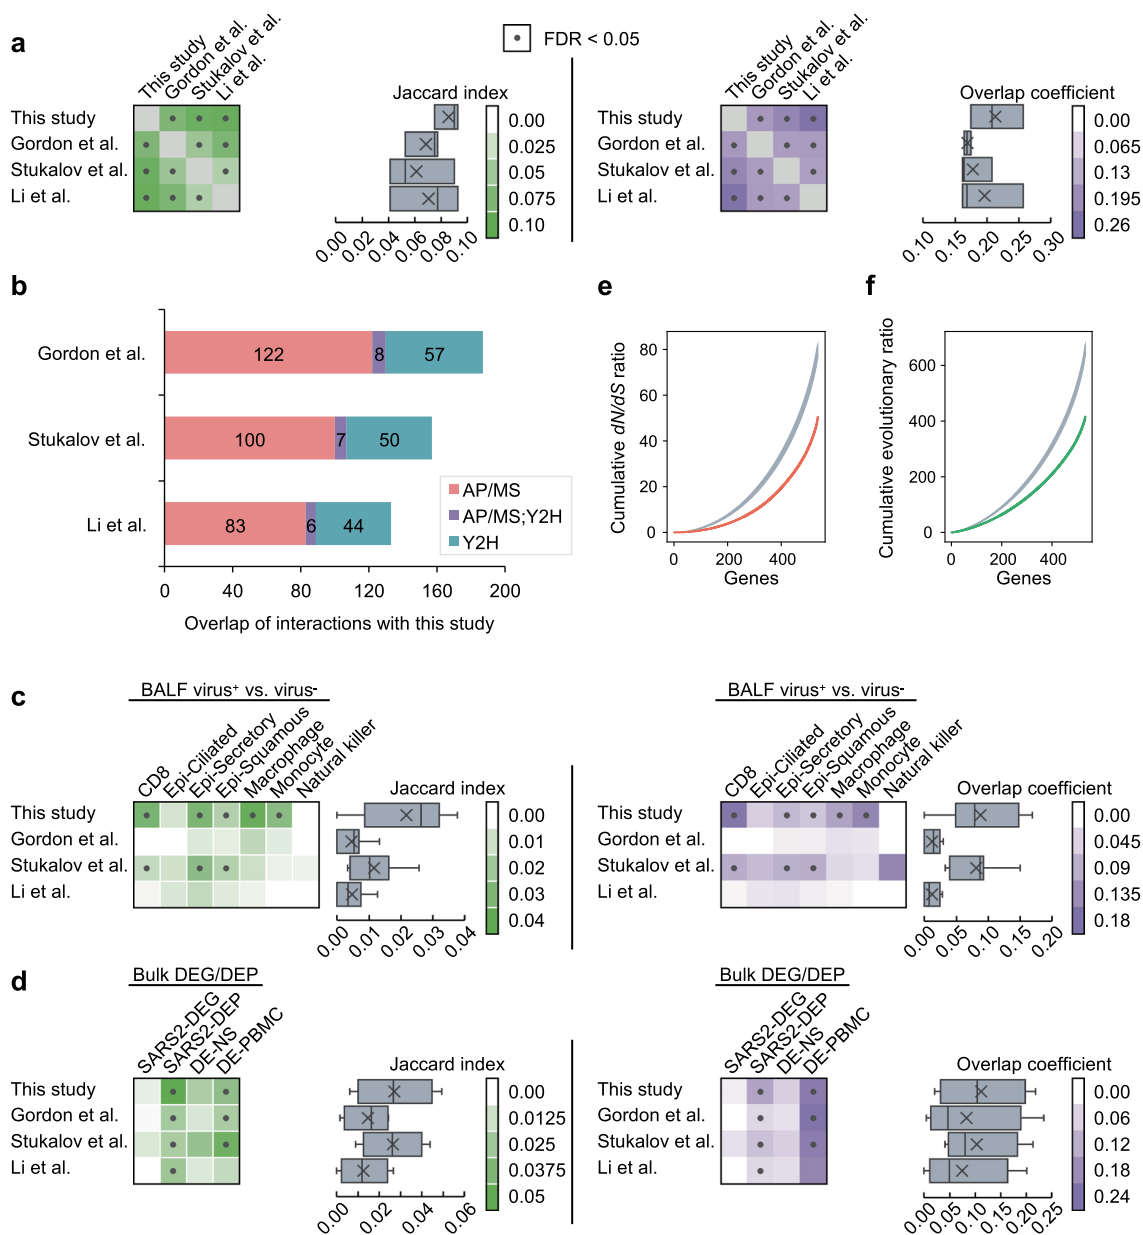 a
FDR < 0.05
This study
Gordon et al.
Stukalov et al.
Li et al.
This study
Gordon et al.
Stukalov et al.
Li et al.
Jaccard index
0.00
0.025
0.05
0.075
0.10
0.00 0.02 0.04 0.06 0.08 0.10
This study
Gordon et al.
Stukalov et al.
Li et al.
This study
Gordon et al.
Stukalov et al.
Li et al.
Overlap coefficient
0.00
0.065
0.13
0.195
0.26
0.10 0.15 0.20 0.25 0.30
b
Gordon et al.
122 8 57
Stukalov et al.
100 7 50
Li et al.
83 6 44
AP/MS
AP/MS;Y2H
Y2H
0 40 80 120 160 200
Overlap of interactions with this study
e
Cumulative dN/dS ratio
80
60
40
20
0
0 200 400
Genes
f
Cumulative evolutionary ratio
600
400
200
0
0 200 400
Genes
c
BALF virus+ vs. virus-
CD8
Epi-Ciliated
Epi-Secretory
Epi-Squamous
Macrophage
Monocyte
Natural killer
This study
Gordon et al.
Stukalov et al.
Li et al.
Jaccard index
0.00
0.01
0.02
0.03
0.04
0.00 0.01 0.02 0.03 0.04
BALF virus+ vs. virus-
CD8
Epi-Ciliated
Epi-Secretory
Epi-Squamous
Macrophage
Monocyte
Natural killer
This study
Gordon et al.
Stukalov et al.
Li et al.
Overlap coefficient
0.00
0.045
0.09
0.135
0.18
0.00 0.05 0.10 0.15 0.20
d
Bulk DEG/DEP
SARS2-DEG
SARS2-DEP
DE-NS
DE-PBMC
This study
Gordon et al.
Stukalov et al.
Li et al.
Jaccard index
0.00
0.0125
0.025
0.0375
0.05
0.00 0.02 0.04 0.06
Bulk DEG/DEP
SARS2-DEG
SARS2-DEP
DE-NS
DE-PBMC
This study
Gordon et al.
Stukalov et al.
Li et al.
Overlap coefficient
0.00
0.06
0.12
0.18
0.24
0.00 0.05 0.10 0.15 0.20 0.25